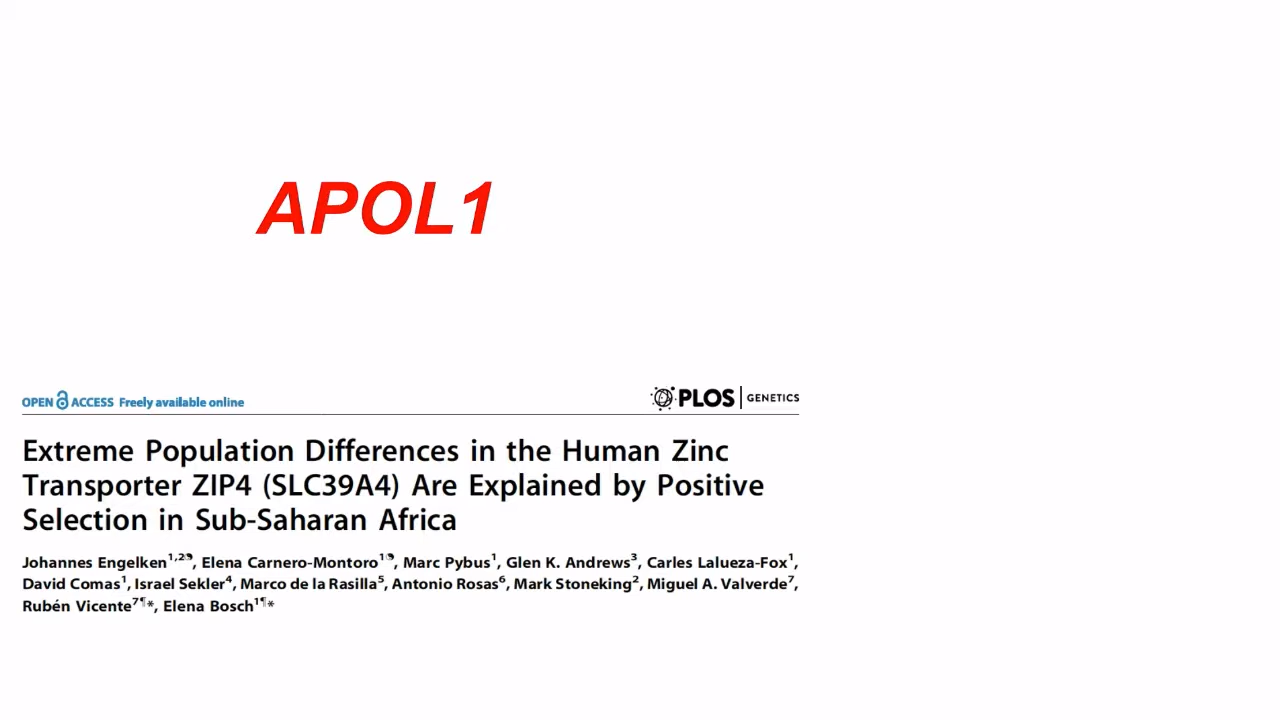 APOL1
OPEN ACCESS Freely available online
PLOS | GENETICS
Extreme Population Differences in the Human Zinc
Transporter ZIP4 (SLC39A4) Are Explained by Positive
Selection in Sub-Saharan Africa
Johannes Engelken1,2◕, Elena Carnero-Montoro1◕, Marc Pybus1, Glen K. Andrews3, Carles Lalueza-Fox1,
David Comas1, Israel Sekler4, Marco de la Rasilla5, Antonio Rosas6, Mark Stoneking2, Miguel A. Valverde7,
Rubén Vicente7¶*, Elena Bosch1¶*